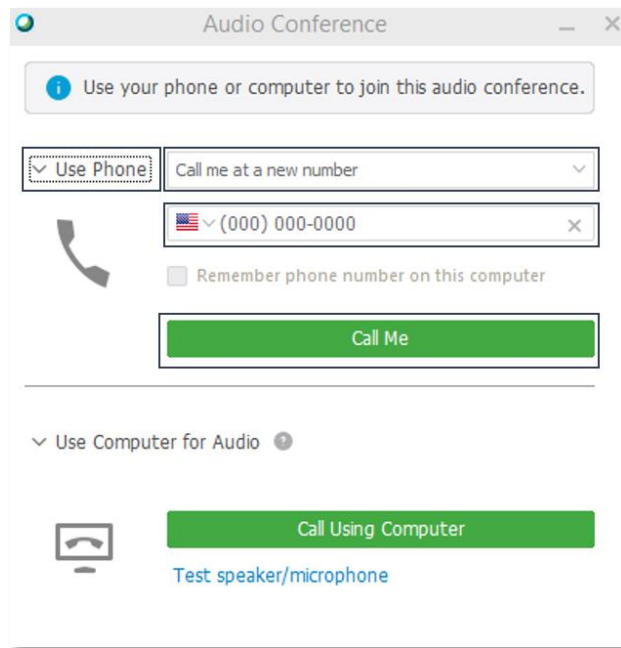 Audio Conference
Use your phone or computer to join this audio conference.
Use Phone
Call me at a new number
(000) 000-0000
Remember phone number on this computer
Call Me
Use Computer for Audio
Call Using Computer
Test speaker/microphone